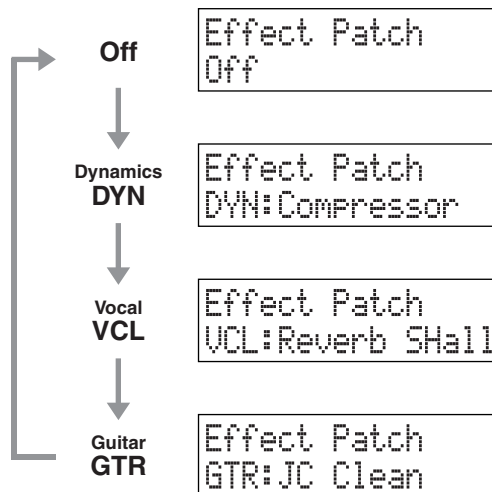 Off
Effect Patch
Off
Dynamics
DYN
Effect Patch
DYN:Compressor
Vocal
VCL
Effect Patch
VCL:Reverb SHall
Guitar
GTR
Effect Patch
GTR:JC Clean